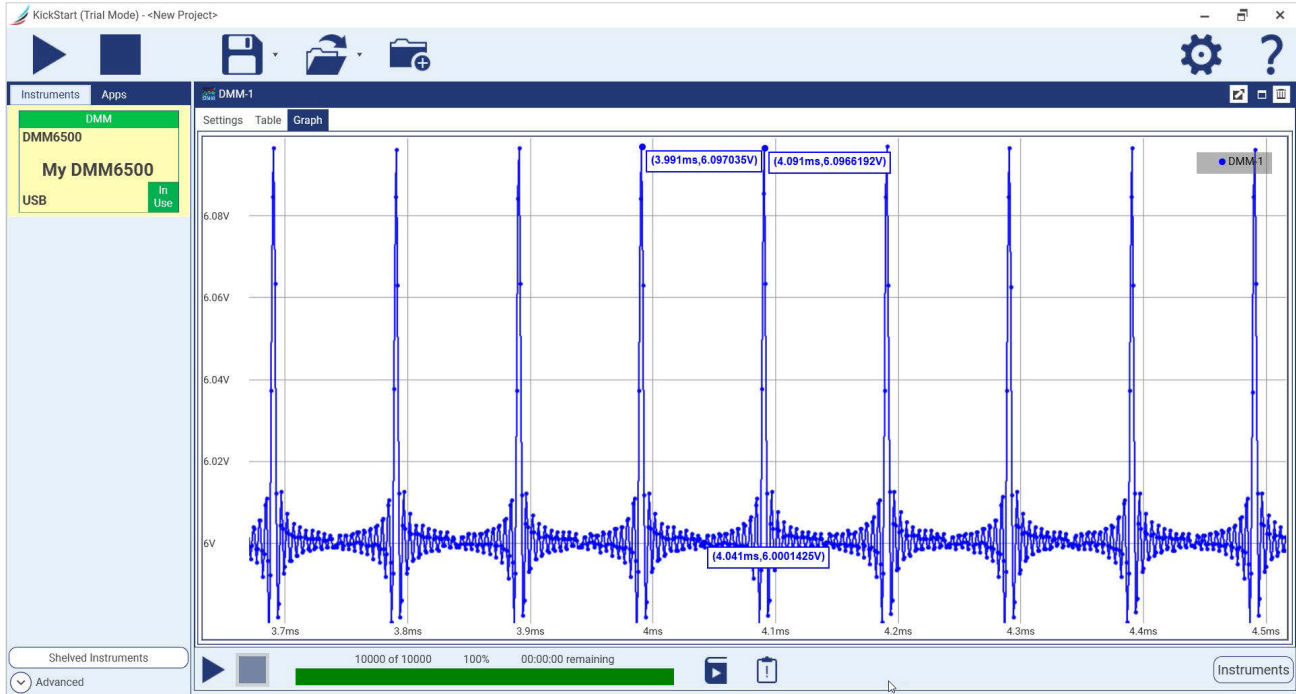 KickStart (Trial Mode) - <New Project>
Instruments Apps
DMM
DMM6500
My DMM6500
USB
In
Use
DMM-1
Settings Table Graph
(3.991ms,6.097035V) (4.091ms,6.0966192V)
DMM-1
6.08V
6.06V
6.04V
6.02V
6V
(4.041ms,6.0001425V)
3.7ms 3.8ms 3.9ms 4ms 4.1ms 4.2ms 4.3ms 4.4ms 4.5ms
Shelved Instruments
Advanced
10000 of 10000 100% 00:00:00 remaining
Instruments